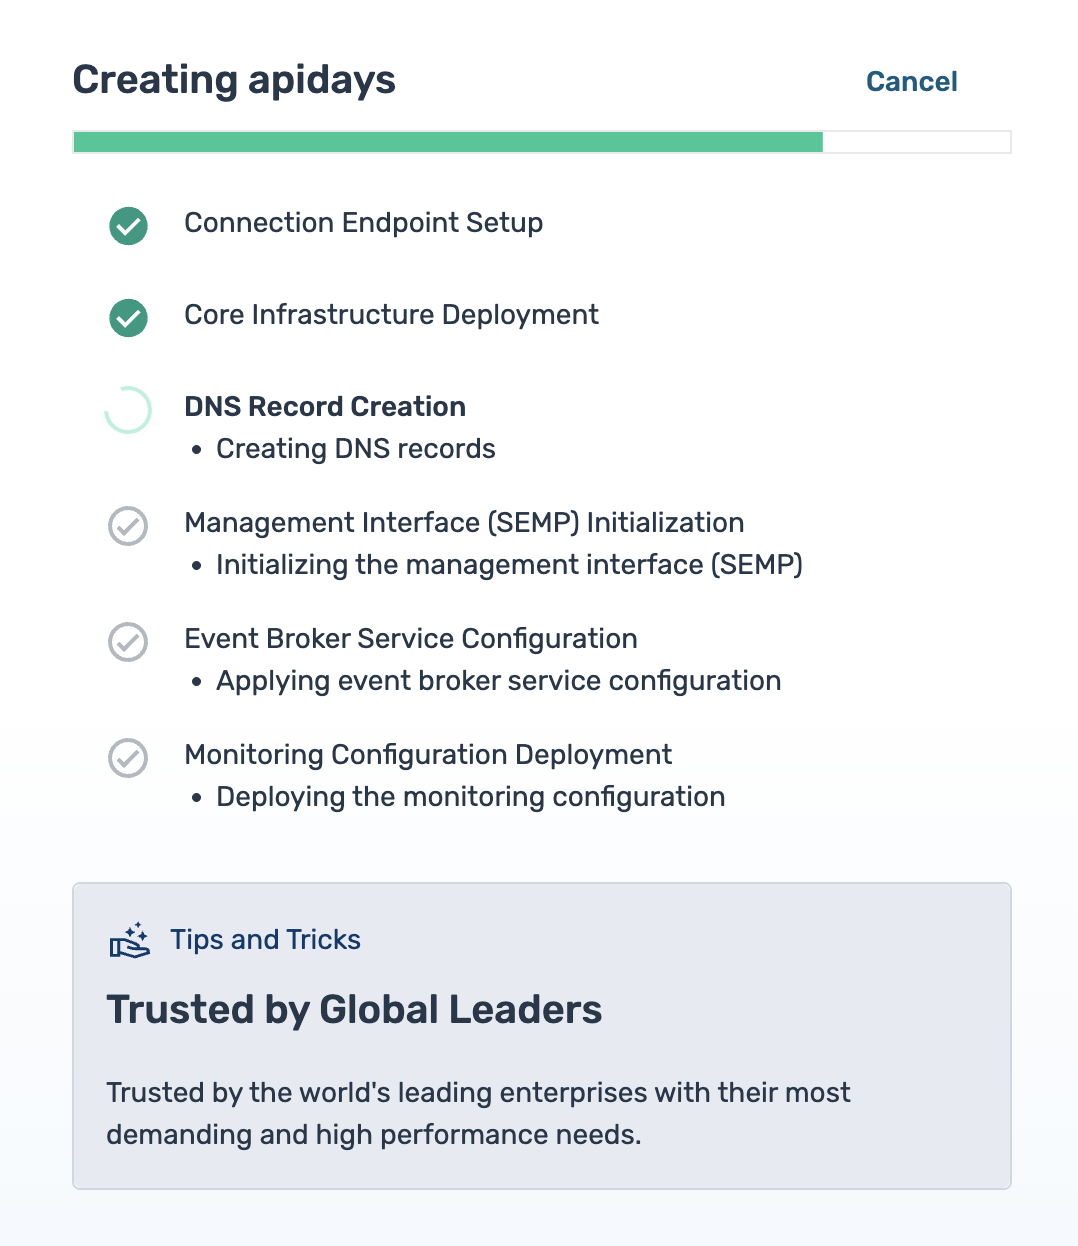 Creating apidays
Cancel
Connection Endpoint Setup
Core Infrastructure Deployment
DNS Record Creation
• Creating DNS records
Management Interface (SEMP) Initialization
• Initializing the management interface (SEMP)
Event Broker Service Configuration
• Applying event broker service configuration
Monitoring Configuration Deployment
• Deploying the monitoring configuration
Tips and Tricks
Trusted by Global Leaders
Trusted by the world's leading enterprises with their most
demanding and high performance needs.